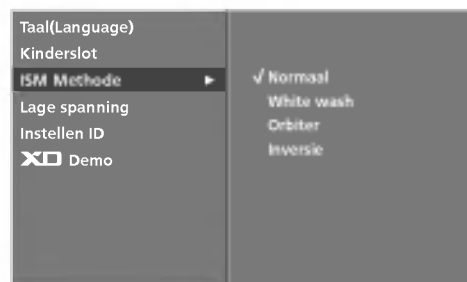 Taal(Language)
Kinderslot
ISM Methode ►
Lage spanning
Instellen ID
XD Demo
√ Normaal
White wash
Orbiter
Inversie